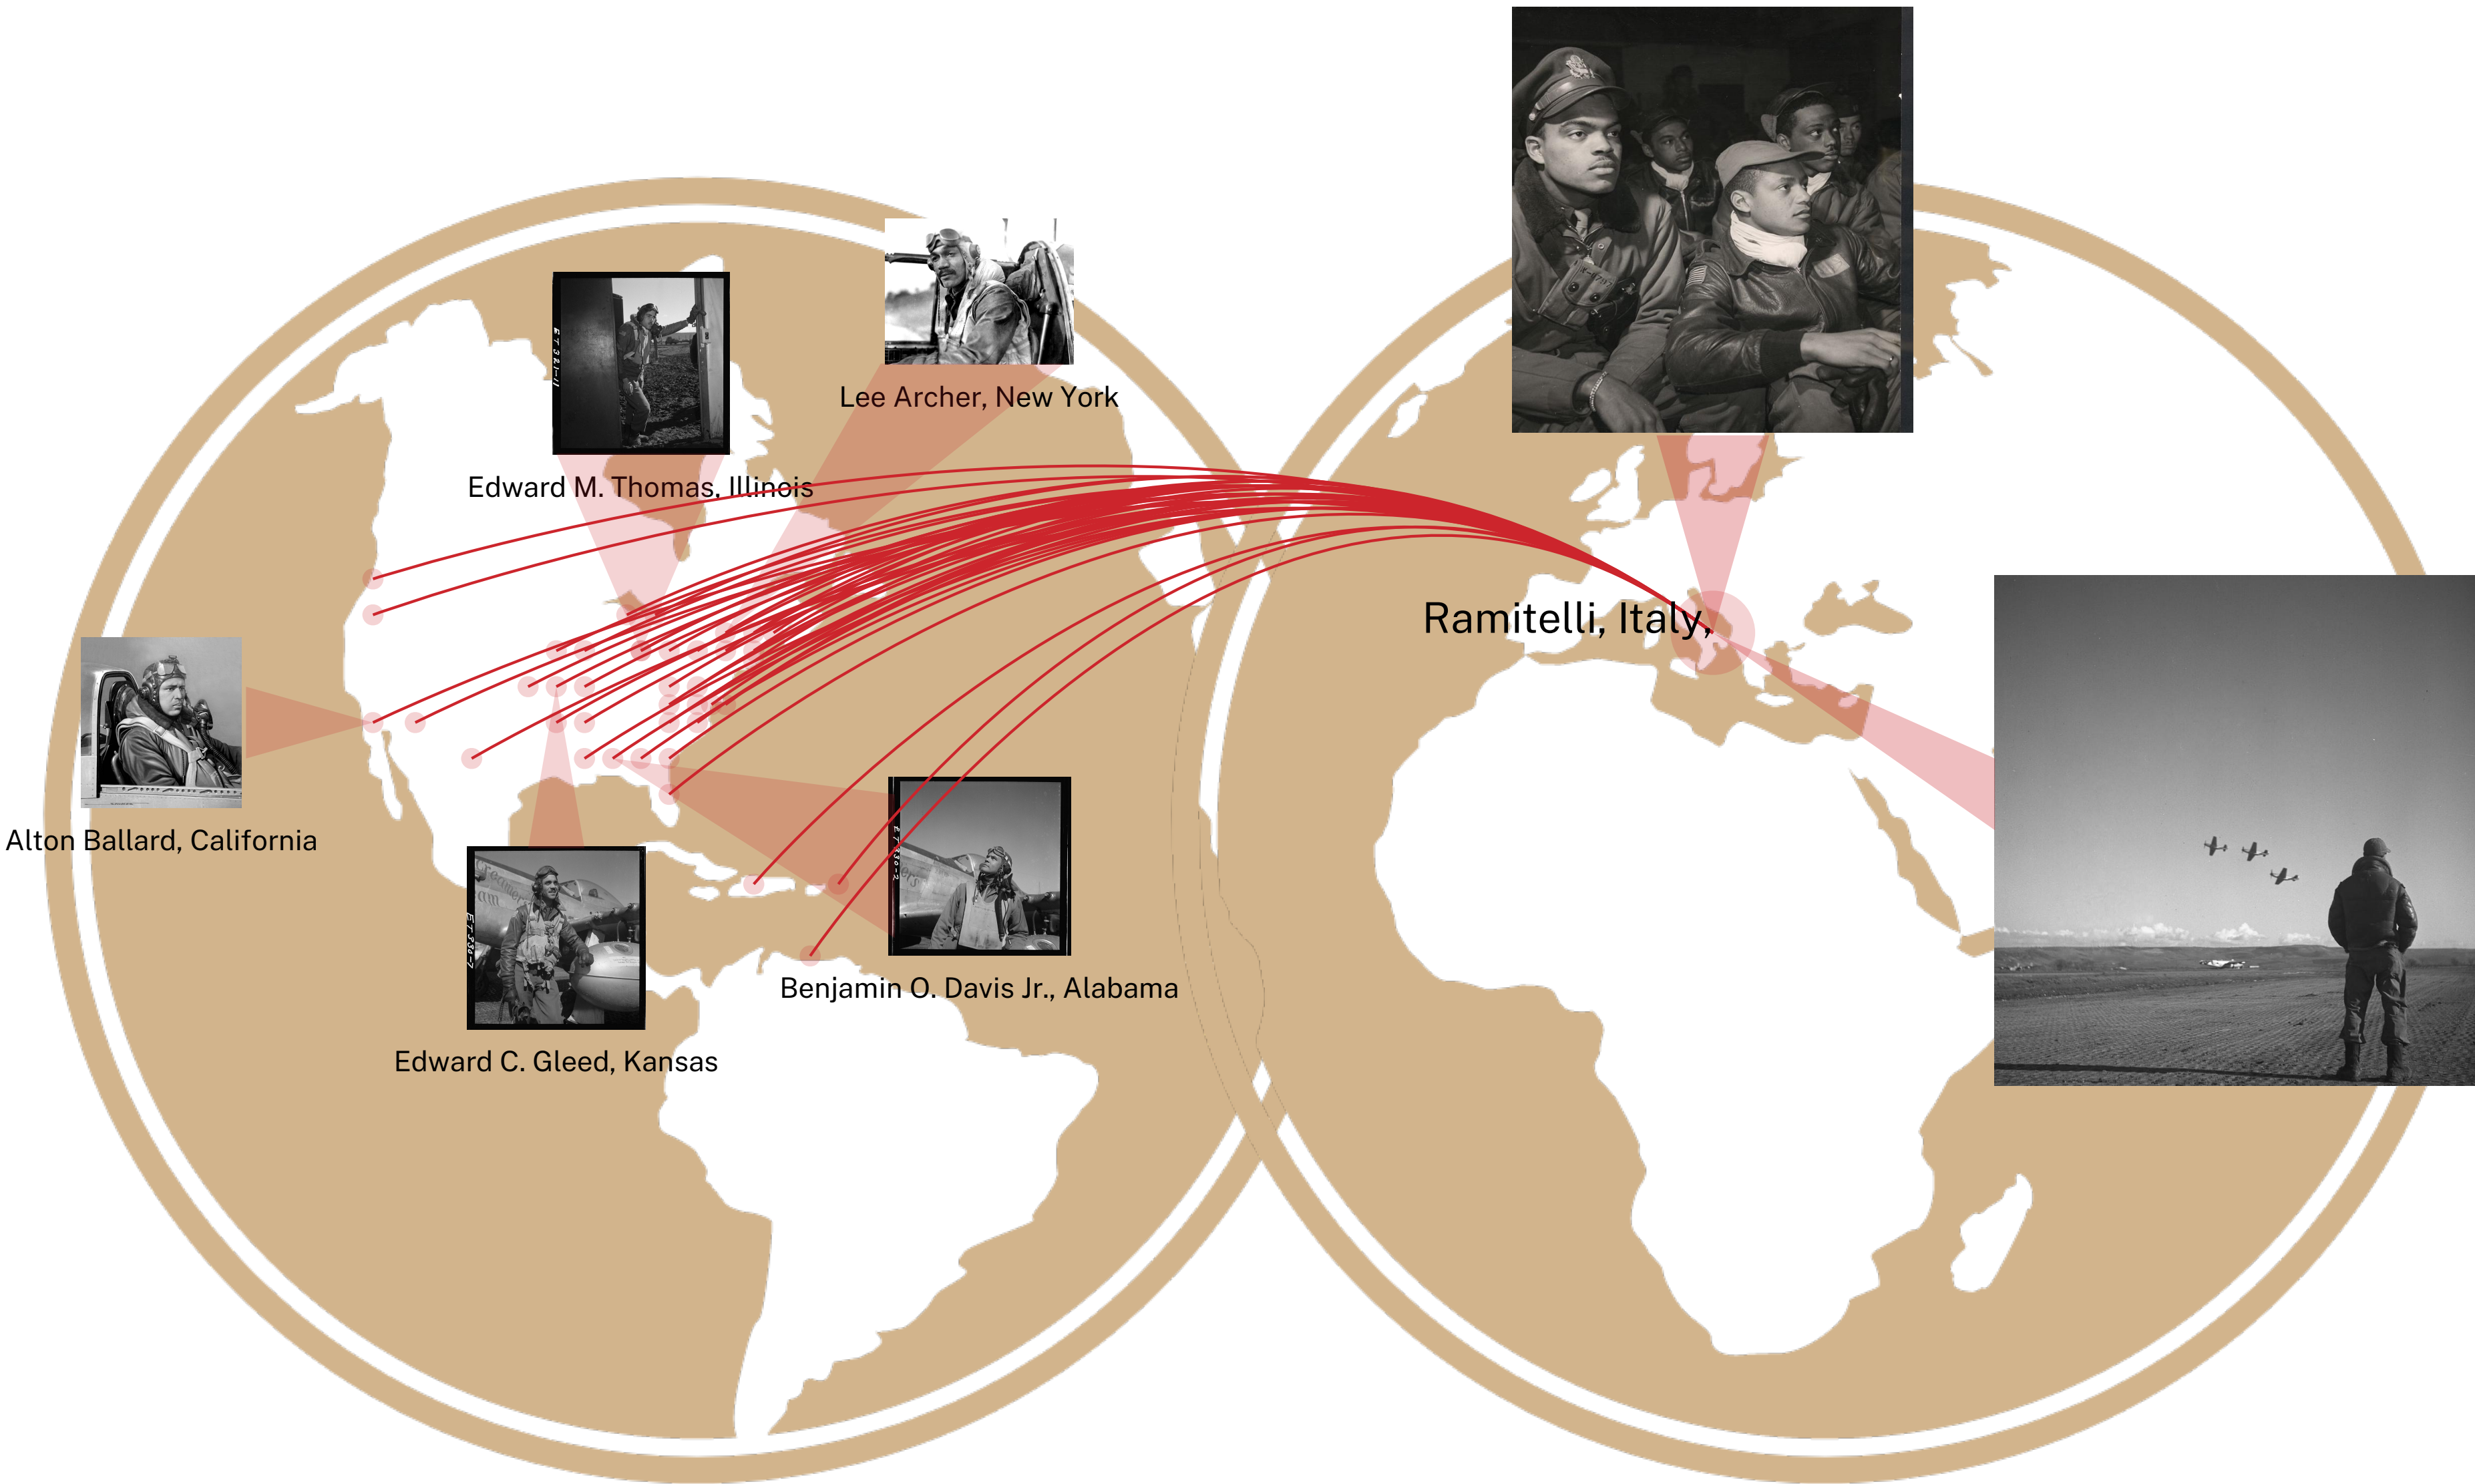 Lee Archer, New York
Edward M. Thomas, Illinois
Ramitelli, Italy,
Alton Ballard, California
Benjamin O. Davis Jr., Alabama
Edward C. Gleed, Kansas